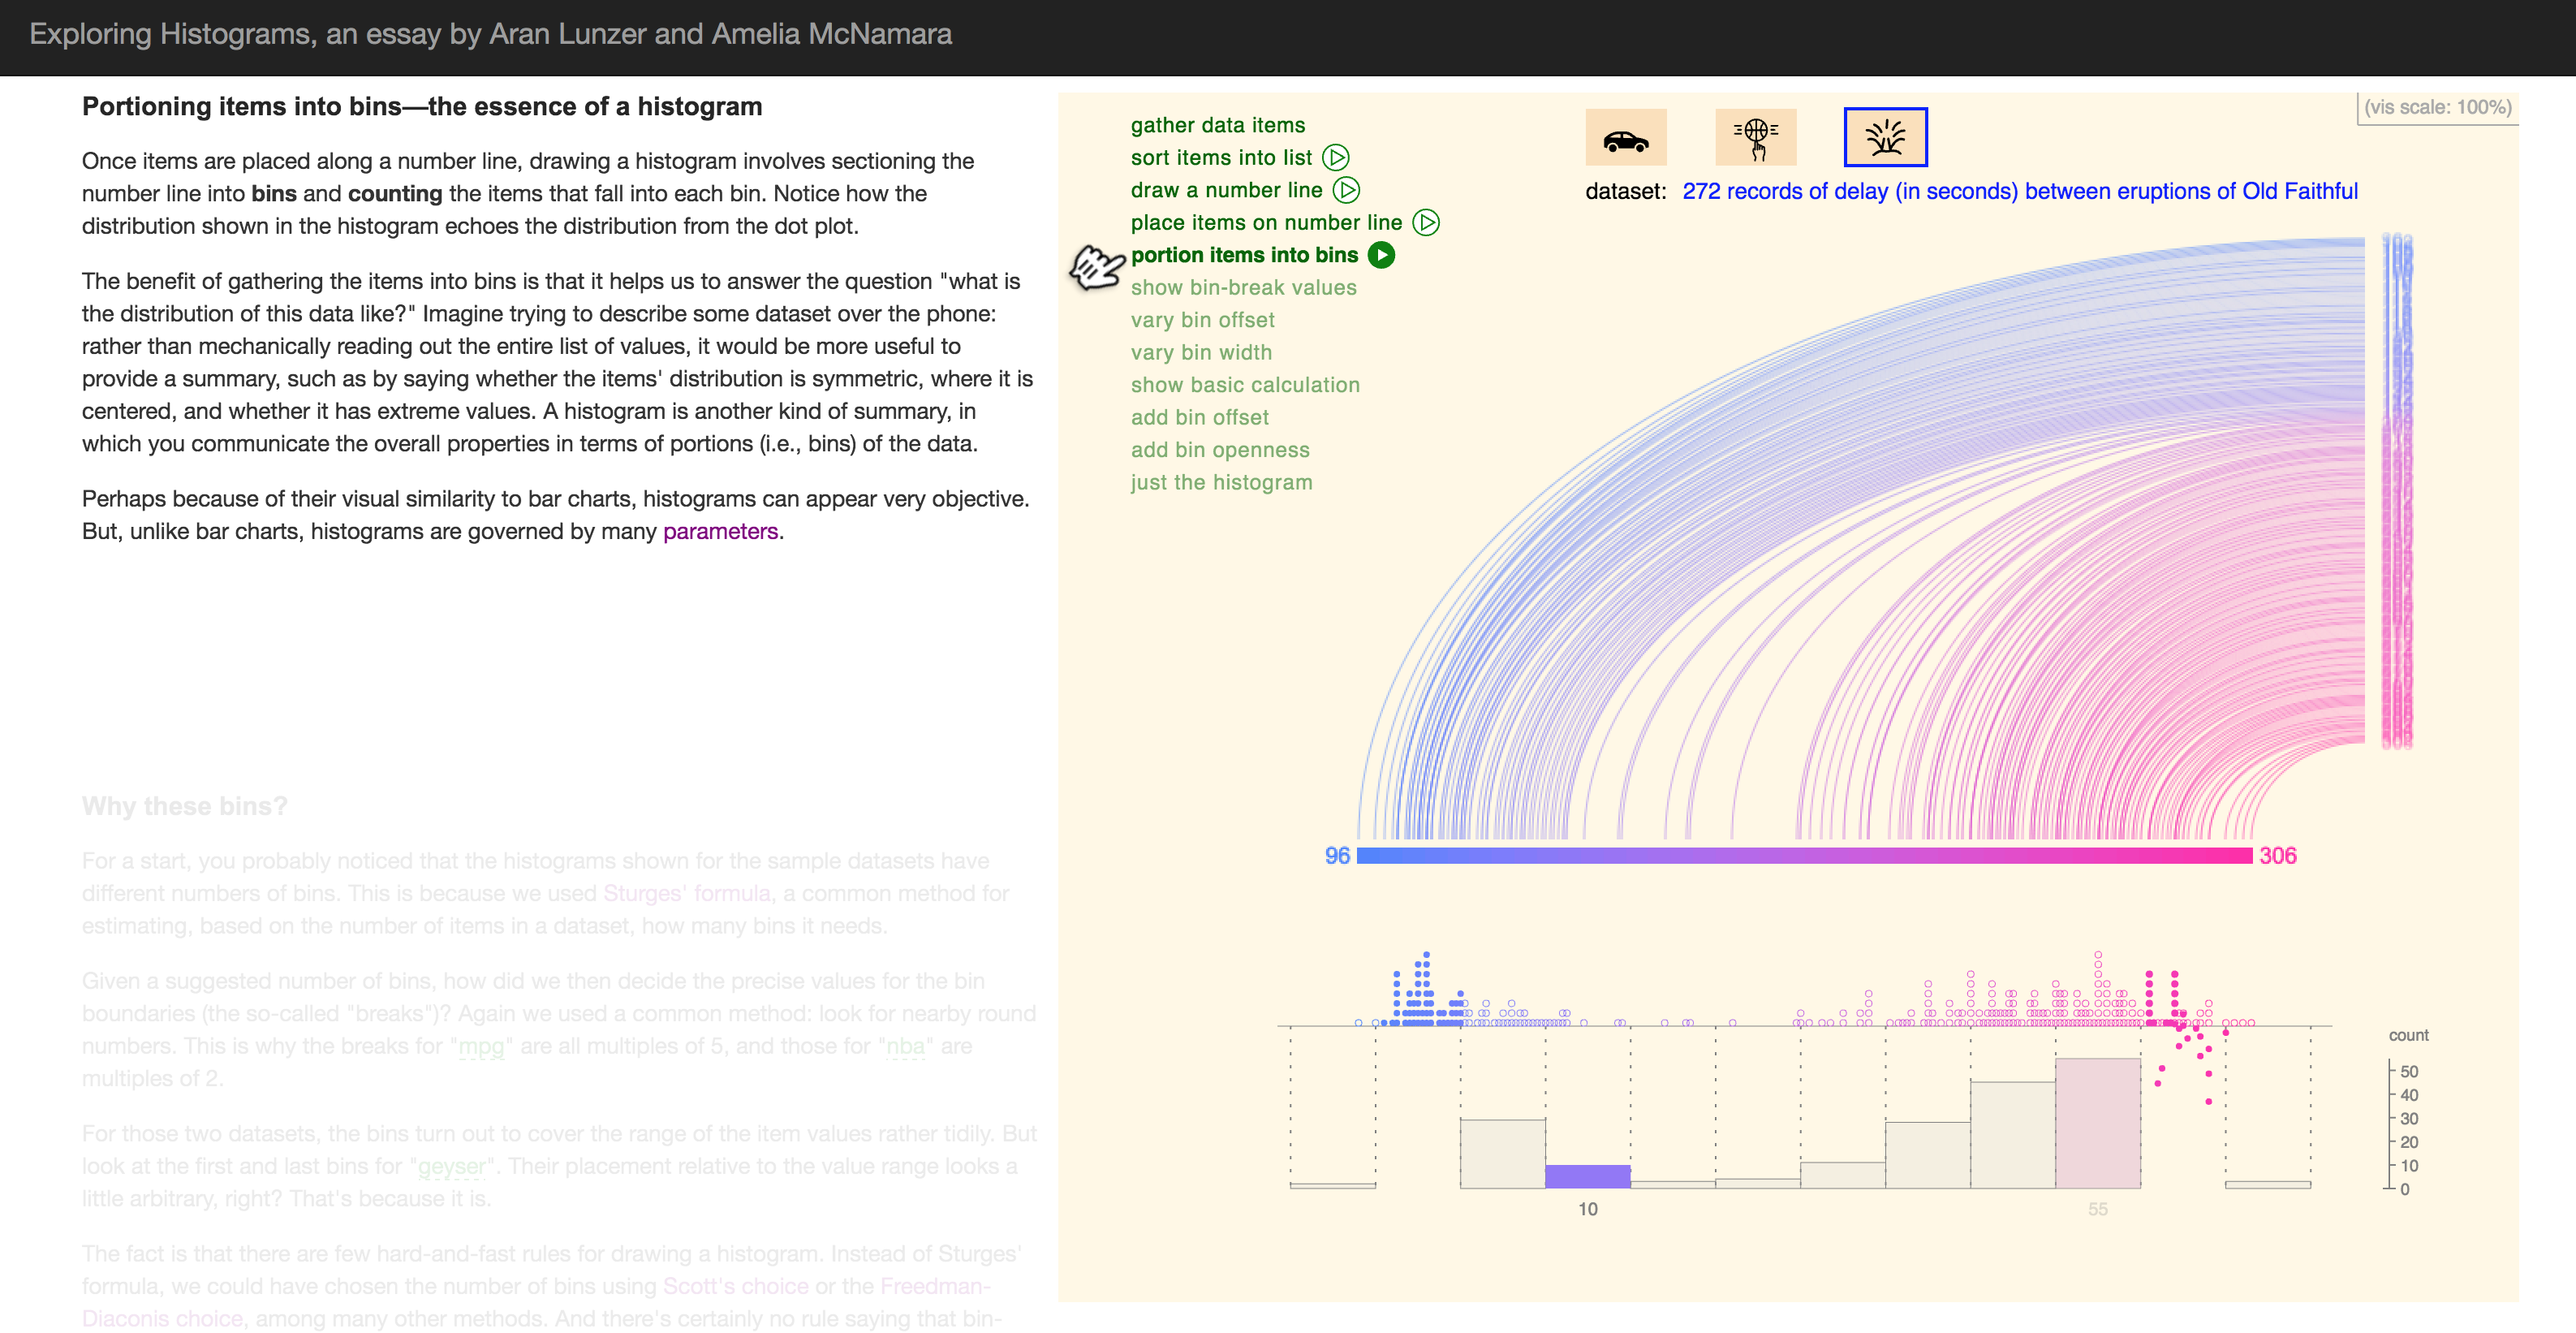 Exploring Histograms, an essay by Aran Lunzer and Amelia McNamara
Portioning items into bins—the essence of a histogram
Once items are placed along a number line, drawing a histogram involves sectioning the
number line into bins and counting the items that fall into each bin. Notice how the
distribution shown in the histogram echoes the distribution from the dot plot.
The benefit of gathering the items into bins is that it helps us to answer the question "what is
the distribution of this data like?" Imagine trying to describe some dataset over the phone:
rather than mechanically reading out the entire list of values, it would be more useful to
provide a summary, such as by saying whether the items' distribution is symmetric, where it is
centered, and whether it has extreme values. A histogram is another kind of summary, in
which you communicate the overall properties in terms of portions (i.e., bins) of the data.
Perhaps because of their visual similarity to bar charts, histograms can appear very objective.
But, unlike bar charts, histograms are governed by many parameters.
Why these bins?
For a start, you probably noticed that the histograms shown for the sample datasets have
different numbers of bins. This is because we used Sturges' formula, a common method for
estimating, based on the number of items in a dataset, how many bins it needs.
Given a suggested number of bins, how did we then decide the precise values for the bin
boundaries (the so-called "breaks")? Again we used a common method: look for nearby round
numbers. This is why the breaks for "mpg" are all multiples of 5, and those for "nba" are
multiples of 2.
For those two datasets, the bins turn out to cover the range of the item values rather tidily. But
look at the first and last bins for "geyser". Their placement relative to the value range looks a
little arbitrary, right? That's because it is.
The fact is that there are few hard-and-fast rules for drawing a histogram. Instead of Sturges'
formula, we could have chosen the number of bins using Scott's choice or the Freedman-
Diaconis choice, among many other methods. And there's certainly no rule saying that bin-
gather data items
sort items into list
draw a number line
place items on number line
portion items into bins
show bin-break values
vary bin offset
vary bin width
show basic calculation
add bin offset
add bin openness
just the histogram
(vis scale: 100%)
dataset: 272 records of delay (in seconds) between eruptions of Old Faithful
96
306
count
50
40
30
20
10
0
10
55